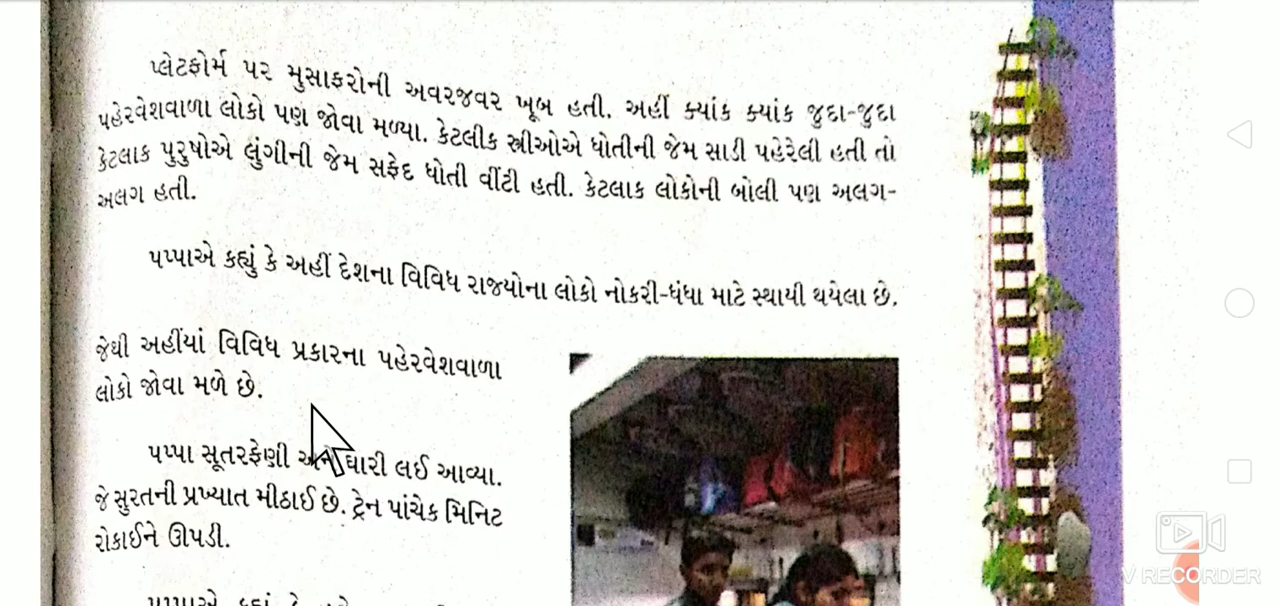 પ્લેટફોર્મ પર મુસાફરોની અવરજવર ખૂબ હતી. અહીં ક્યાંક ક્યાંક જુદા-જુદા
પહેરવેશવાળા લોકો પણ જોવા મળ્યા. કેટલીક સ્ત્રીઓએ ધોતીની જેમ સાડી પહેરેલી હતી તો
કેટલાક પુરુષોએ લુંગીની જેમ સફેદ ધોતી વીંટી હતી. કેટલાક લોકોની બોલી પણ અલગ-
અલગ હતી.
પપ્પાએ કહ્યું કે અહીં દેશના વિવિધ રાજ્યોના લોકો નોકરી-ધંધા માટે સ્થાયી થયેલા છે.
જેથી અહીંયાં વિવિધ પ્રકારના પહેરવેશવાળા
લોકો જોવા મળે છે.
પપ્પા સૂતરફેણી અને ઘારી લઈ આવ્યા.
જે સુરતની પ્રખ્યાત મીઠાઈ છે. ટ્રેન પાંચેક મિનિટ
રોકાઈને ઊપડી.
V RECORDER